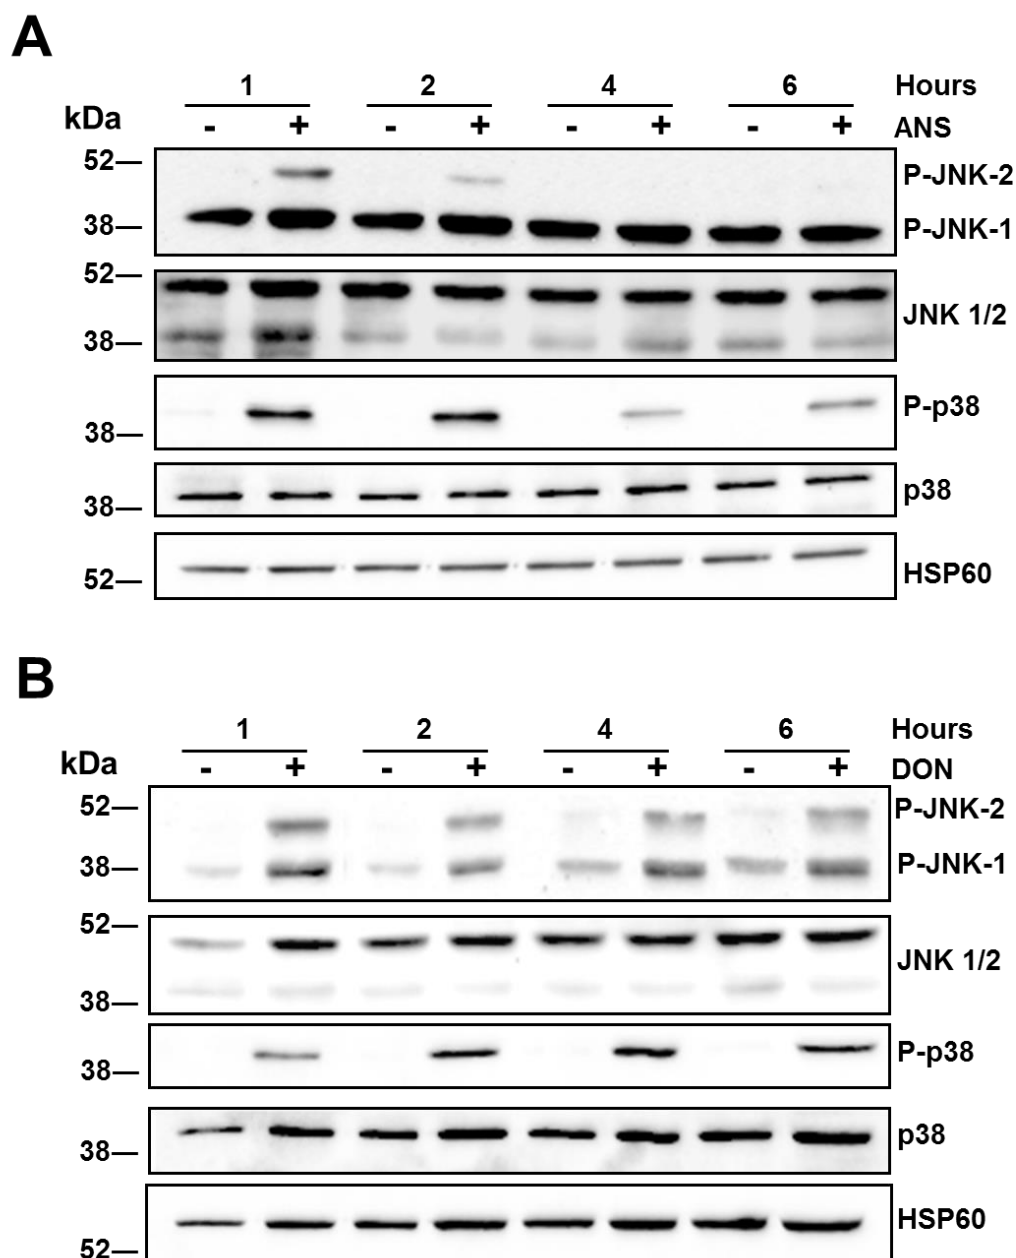 A
1 2 4 6 Hours
kDa
- + - + - + - + ANS
52—
P-JNK-2
38—
P-JNK-1
52—
JNK 1/2
38—
P-p38
38—
p38
38—
HSP60
52—
B
1 2 4 6 Hours
kDa
- + - + - + - + DON
52—
P-JNK-2
38—
P-JNK-1
52—
JNK 1/2
38—
P-p38
38—
p38
38—
HSP60
52—